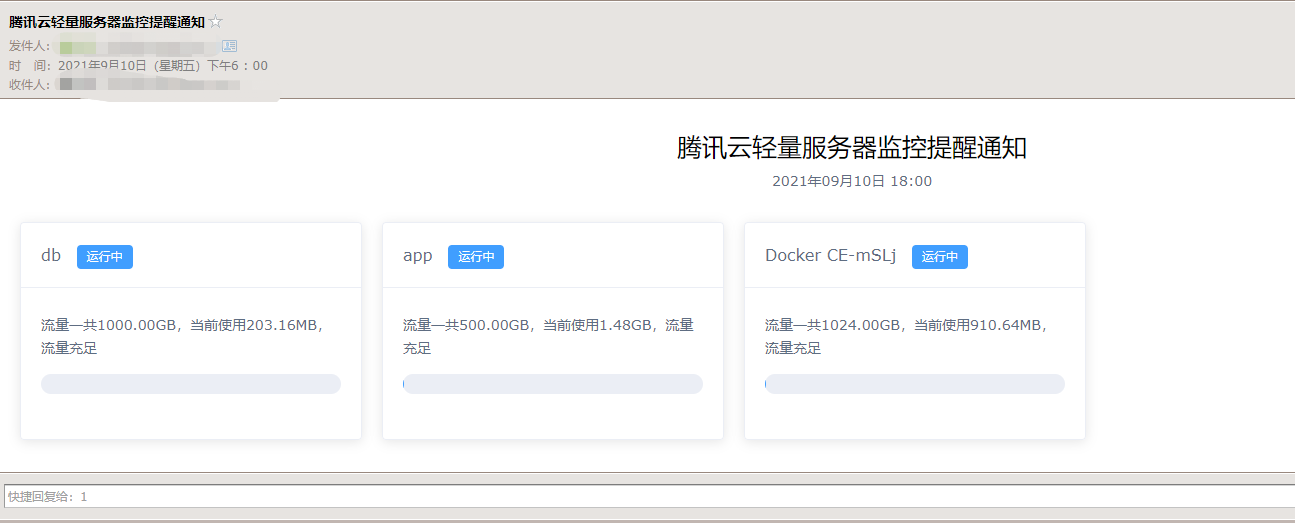 腾讯云轻量服务器监控提醒通知
发件人：
时　间：2021年9月10日（星期五）下午6：00
收件人：
腾讯云轻量服务器监控提醒通知
2021年09月10日 18:00
db 运行中
流量—共1000.00GB，当前使用203.16MB，
流量充足
app 运行中
流量—共500.00GB，当前使用1.48GB，流量
充足
Docker CE-mSLj 运行中
流量—共1024.00GB，当前使用910.64MB，
流量充足
快捷回复给：1